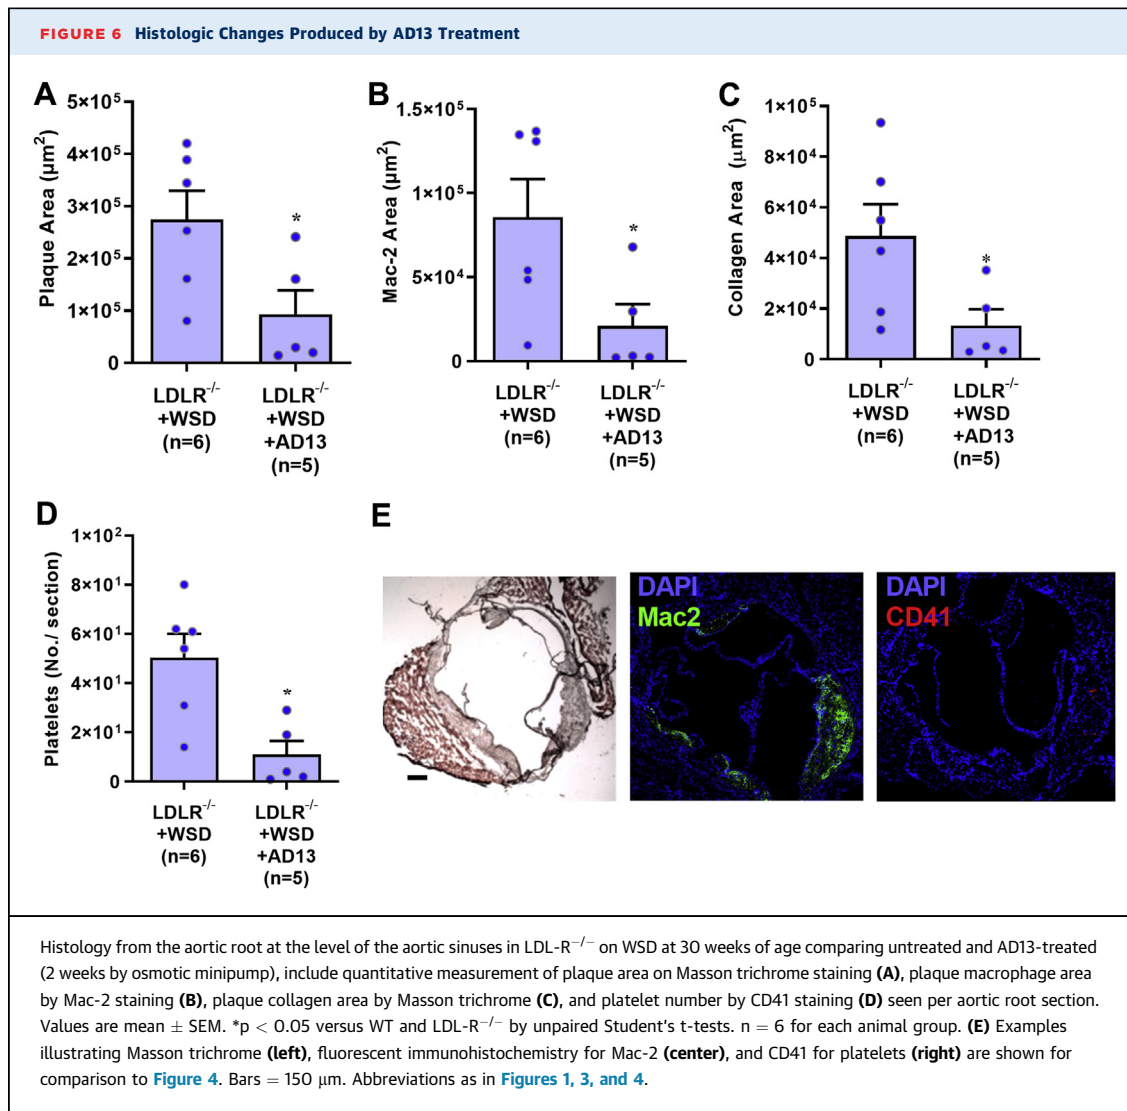 FIGURE 6 Histologic Changes Produced by AD13 Treatment
A
Plaque Area (μm²)
5×10⁵
4×10⁵
3×10⁵
2×10⁵
1×10⁵
0
*
LDLR⁻/⁻
+WSD
(n=6)
LDLR⁻/⁻
+WSD
+AD13
(n=5)
B
Mac-2 Area (μm²)
1.5×10⁵
1×10⁵
5×10⁴
0
*
LDLR⁻/⁻
+WSD
(n=6)
LDLR⁻/⁻
+WSD
+AD13
(n=5)
C
Collagen Area (μm²)
1×10⁵
8×10⁴
6×10⁴
4×10⁴
2×10⁴
0
*
LDLR⁻/⁻
+WSD
(n=6)
LDLR⁻/⁻
+WSD
+AD13
(n=5)
D
Platelets (No./ section)
1×10²
8×10¹
6×10¹
4×10¹
2×10¹
0
*
LDLR⁻/⁻
+WSD
(n=6)
LDLR⁻/⁻
+WSD
+AD13
(n=5)
E
DAPI
Mac2
DAPI
CD41
Histology from the aortic root at the level of the aortic sinuses in LDL-R⁻/⁻ on WSD at 30 weeks of age comparing untreated and AD13-treated
(2 weeks by osmotic minipump), include quantitative measurement of plaque area on Masson trichrome staining (A), plaque macrophage area
by Mac-2 staining (B), plaque collagen area by Masson trichrome (C), and platelet number by CD41 staining (D) seen per aortic root section.
Values are mean ± SEM. *p < 0.05 versus WT and LDL-R⁻/⁻ by unpaired Student's t-tests. n = 6 for each animal group. (E) Examples
illustrating Masson trichrome (left), fluorescent immunohistochemistry for Mac-2 (center), and CD41 for platelets (right) are shown for
comparison to Figure 4. Bars = 150 μm. Abbreviations as in Figures 1, 3, and 4.